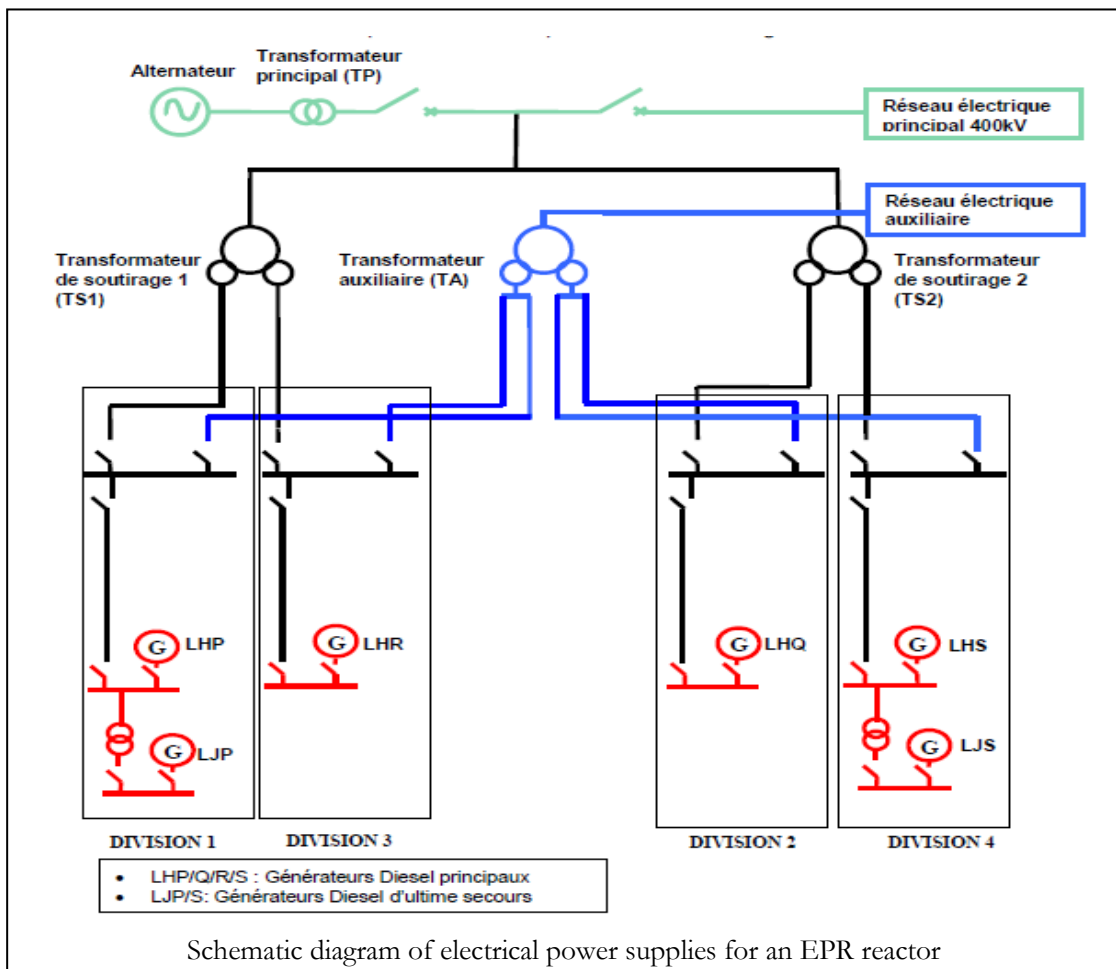 Alternateur
Transformateur
principal (TP)
Réseau électrique
principal 400kV
Réseau électrique
auxiliaire
Transformateur
de soutirage 1
(TS1)
Transformateur
auxiliaire (TA)
Transformateur
de soutirage 2
(TS2)
G LHP
G LHR
G LHQ
G LHS
G LJP
G LJS
DIVISION 1
DIVISION 3
DIVISION 2
DIVISION 4
• LHP/Q/R/S : Générateurs Diesel principaux
• LJP/S: Générateurs Diesel d'ultime secours
Schematic diagram of electrical power supplies for an EPR reactor